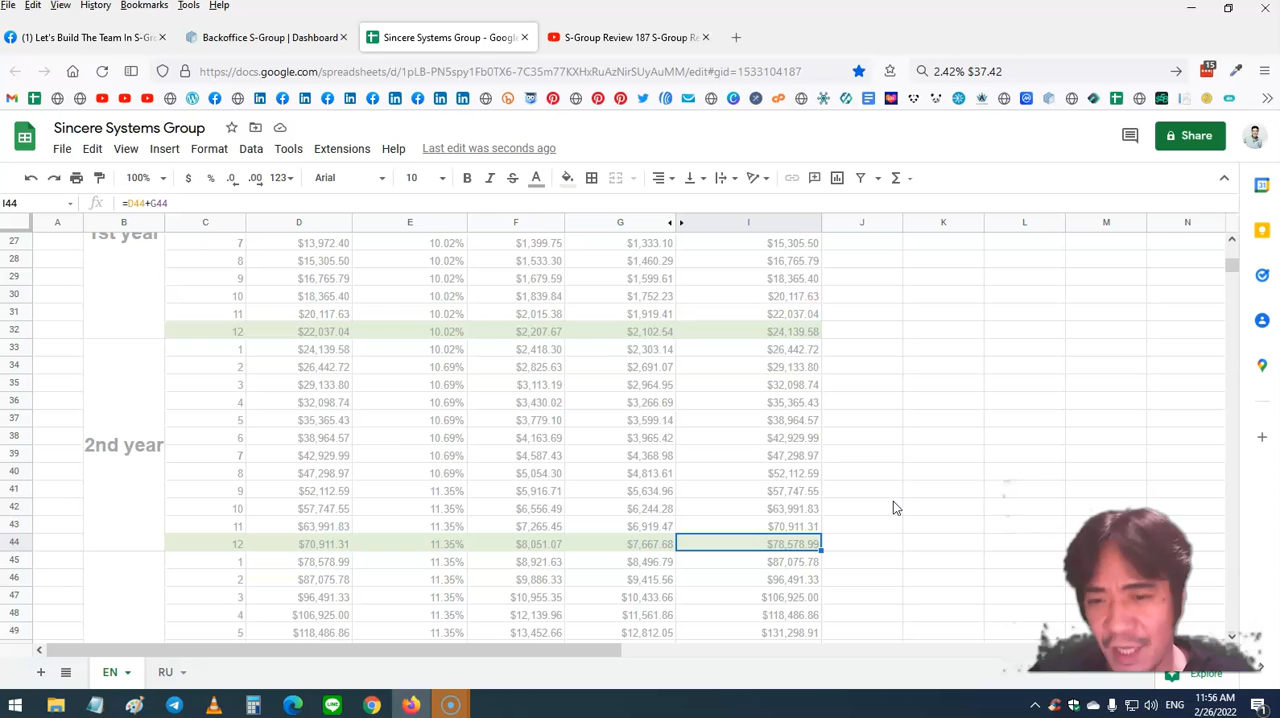 File Edit View History Bookmarks Tools Help
(1) Let's Build The Team In S-Gr
Backoffice S-Group | Dashboard
Sincere Systems Group - Googl
S-Group Review 187 S-Group Re
https://docs.google.com/spreadsheets/d/1pLB-PN5spy1Fb0TX6-7C35m77KXHxRuAzNirSUyAuMM/edit#gid=1533104187
2.42% $37.42
15
Sincere Systems Group
File Edit View Insert Format Data Tools Extensions Help Last edit was seconds ago
Share
100% $ % .0 .00 123 Arial 10 B I S A
I44 fx =D44+G44
A B C D E F G I J K L M N
27 1st year 7 $13,972.40 10.02% $1,399.75 $1,333.10 $15,305.50
28 8 $15,305.50 10.02% $1,533.30 $1,460.29 $16,765.79
29 9 $16,765.79 10.02% $1,679.59 $1,599.61 $18,365.40
30 10 $18,365.40 10.02% $1,839.84 $1,752.23 $20,117.63
31 11 $20,117.63 10.02% $2,015.38 $1,919.41 $22,037.04
32 12 $22,037.04 10.02% $2,207.67 $2,102.54 $24,139.58
33 1 $24,139.58 10.02% $2,418.30 $2,303.14 $26,442.72
34 2 $26,442.72 10.69% $2,825.63 $2,691.07 $29,133.80
35 3 $29,133.80 10.69% $3,113.19 $2,964.95 $32,098.74
36 4 $32,098.74 10.69% $3,430.02 $3,266.69 $35,365.43
37 5 $35,365.43 10.69% $3,779.10 $3,599.14 $38,964.57
38 2nd year 6 $38,964.57 10.69% $4,163.69 $3,965.42 $42,929.99
39 7 $42,929.99 10.69% $4,587.43 $4,368.98 $47,298.97
40 8 $47,298.97 10.69% $5,054.30 $4,813.61 $52,112.59
41 9 $52,112.59 11.35% $5,916.71 $5,634.96 $57,747.55
42 10 $57,747.55 11.35% $6,556.49 $6,244.28 $63,991.83
43 11 $63,991.83 11.35% $7,265.45 $6,919.47 $70,911.31
44 12 $70,911.31 11.35% $8,051.07 $7,667.68 $78,578.99
45 1 $78,578.99 11.35% $8,921.63 $8,496.79 $87,075.78
46 2 $87,075.78 11.35% $9,886.33 $9,415.56 $96,491.33
47 3 $96,491.33 11.35% $10,955.35 $10,433.66 $106,925.00
48 4 $106,925.00 11.35% $12,139.96 $11,561.86 $118,486.86
49 5 $118,486.86 11.35% $13,452.66 $12,812.05 $131,298.91
EN RU
Explore
ENG
11:56 AM
2/26/2022